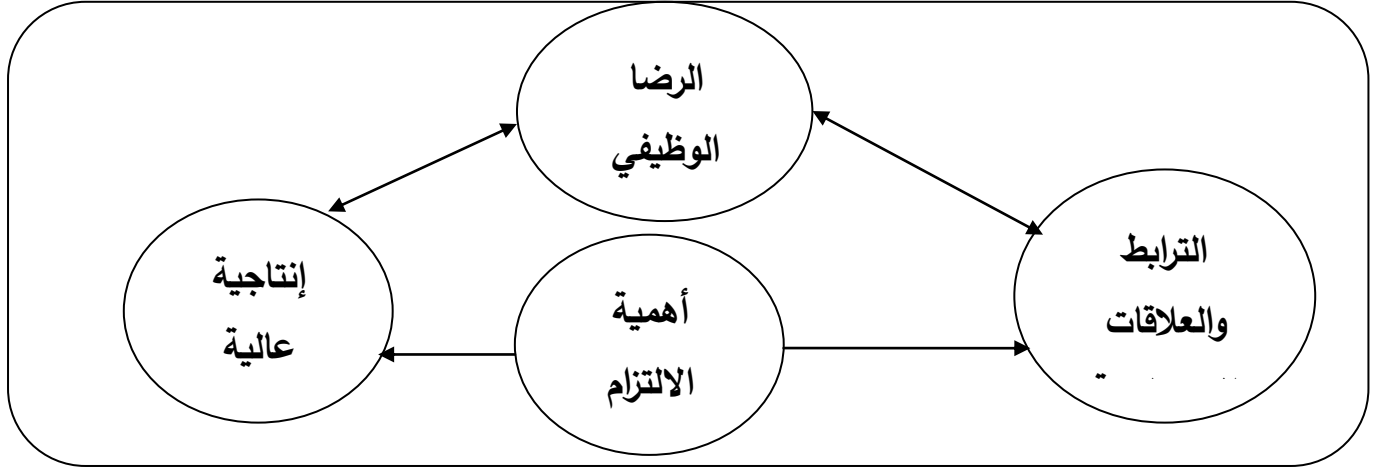 الرضا
الوظيفي
الترابط
والعلاقات
أهمية
الالتزام
إنتاجية
عالية